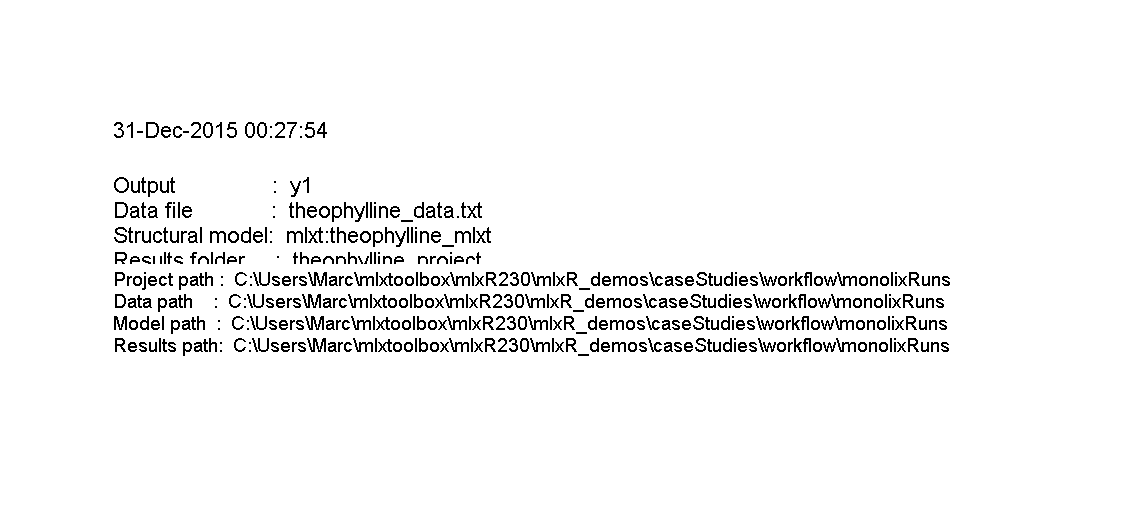 31-Dec-2015 00:27:54
Output : y1
Data file : theophylline_data.txt
Structural model: mlxt:theophylline_mlxt
Results folder : theophylline_project
Project path : C:\Users\Marc\mlxtoolbox\mlxR230\mlxR_demos\caseStudies\workflow\monolixRuns
Data path : C:\Users\Marc\mlxtoolbox\mlxR230\mlxR_demos\caseStudies\workflow\monolixRuns
Model path : C:\Users\Marc\mlxtoolbox\mlxR230\mlxR_demos\caseStudies\workflow\monolixRuns
Results path: C:\Users\Marc\mlxtoolbox\mlxR230\mlxR_demos\caseStudies\workflow\monolixRuns